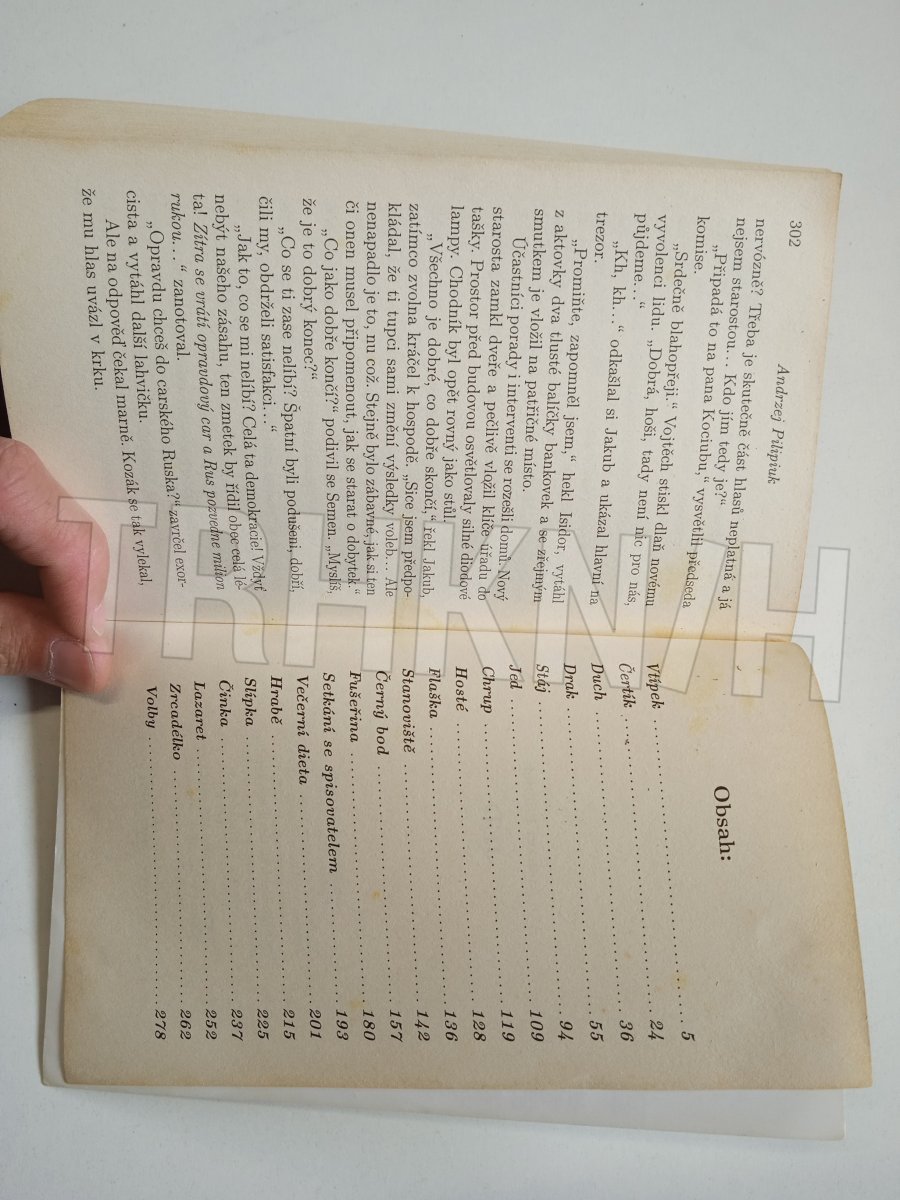 302
Andrzej Pilipiuk
nervózně? Třeba je skutečně část hlasů neplatná a já
nejsem starostou… Kdo jím tedy je?“
„Připadá to na pana Kociubu,“ vysvětlil předseda
komise.
„Srdečně blahopřeji.“ Vojtěch stiskl dlaň novému
vyvolenci lidu. „Dobrá, hoši, tady není nic pro nás,
půjdeme…“
„Kh, kh…“ odkašlal si Jakub a ukázal hlavní na
trezor.
„Promiňte, zapomněl jsem,“ hekl Isidor, vytáhl
z aktovky dva tlusté balíčky bankovek a se zřejmým
smutkem je vložil na patřičné místo.
Účastníci porady i interventi se rozešli domů. Nový
starosta zamkl dveře a pečlivě vložil klíče úřadu do
tašky. Prostor před budovou osvětlovaly silné diodové
lampy. Chodník byl opět rovný jako stůl.
„Všechno je dobré, co dobře skončí,“ řekl Jakub,
zatímco zvolna kráčel k hospodě. „Sice jsem předpo-
kládal, že ti tupci sami změní výsledky voleb… Ale
nenapadlo je to, nu což. Stejně bylo zábavné, jak si ten
či onen musel připomenout, jak se starat o dobytek.“
„Co jako dobře končí?“ podivil se Semen. „Myslíš,
že je to dobrý konec?“
„Co se ti zase nelíbí? Špatní byli podušeni, dobří,
čili my, obdrželi satisfakci…“
„Jak to, co se mi nelíbí? Celá ta demokracie! Vždyť
nebýt našeho zásahu, ten zmetek by řídil obec celá lé-
ta! Zítra se vrátí opravdový car a Rus pozvedne milion
rukou…“ zanotoval.
„Opravdu chceš do carského Ruska?“ zavrčel exor-
cista a vytáhl další lahvičku.
Ale na odpověď čekal marně. Kozák se tak vylekal,
že mu hlas uvázl v krku.
Obsah:
Vtípek . . . . . . . . . . 5
Čertík . . . . . . . . . . 24
Duch . . . . . . . . . . 36
Drak . . . . . . . . . . 55
Stáj . . . . . . . . . . 94
Jed . . . . . . . . . . 109
Chrup . . . . . . . . . . 119
Hosté . . . . . . . . . . 128
Flaška . . . . . . . . . . 136
Stanoviště . . . . . . . . . . 142
Černý bod . . . . . . . . . . 157
Fušeřina . . . . . . . . . . 180
Setkání se spisovatelem . . . . . . . . . . 193
Večerní dieta . . . . . . . . . . 201
Hrabě . . . . . . . . . . 215
Slípka . . . . . . . . . . 225
Činka . . . . . . . . . . 237
Lazaret . . . . . . . . . . 252
Zrcadélko . . . . . . . . . . 262
Volby . . . . . . . . . . 278
TRHKNIH